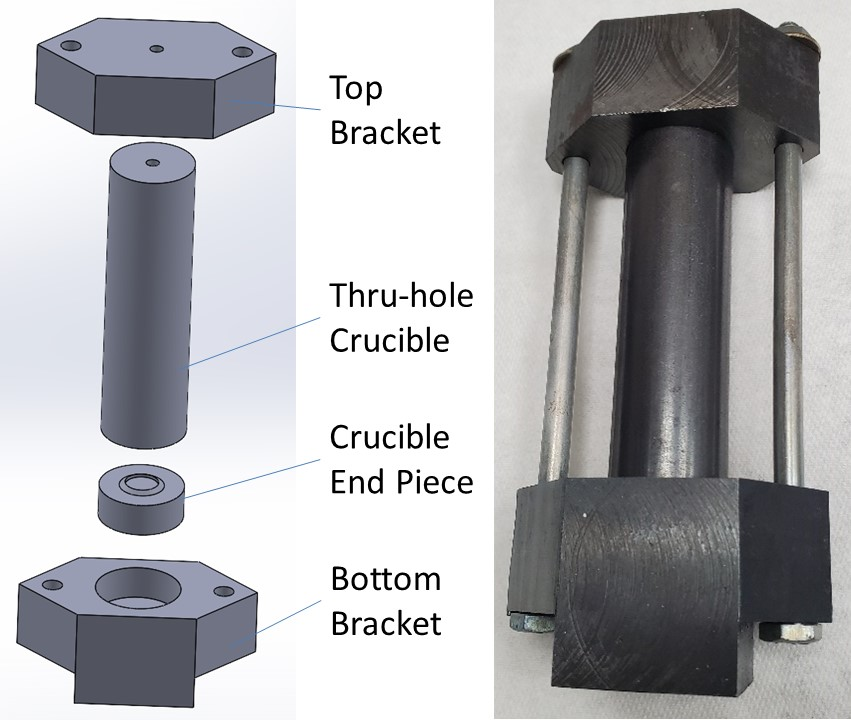 Top
Bracket
Thru-hole
Crucible
Crucible
End Piece
Bottom
Bracket